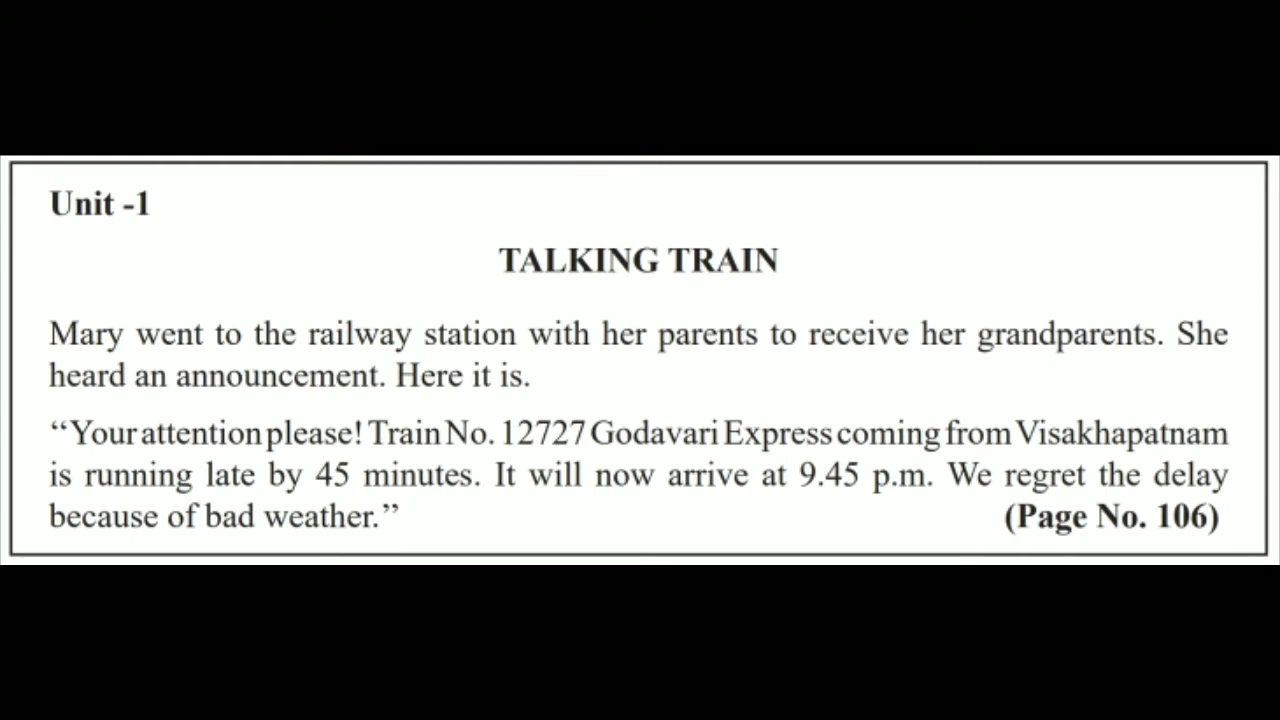 Unit -1
TALKING TRAIN
Mary went to the railway station with her parents to receive her grandparents. She
heard an announcement. Here it is.
“Your attention please! Train No. 12727 Godavari Express coming from Visakhapatnam
is running late by 45 minutes. It will now arrive at 9.45 p.m. We regret the delay
because of bad weather.” (Page No. 106)